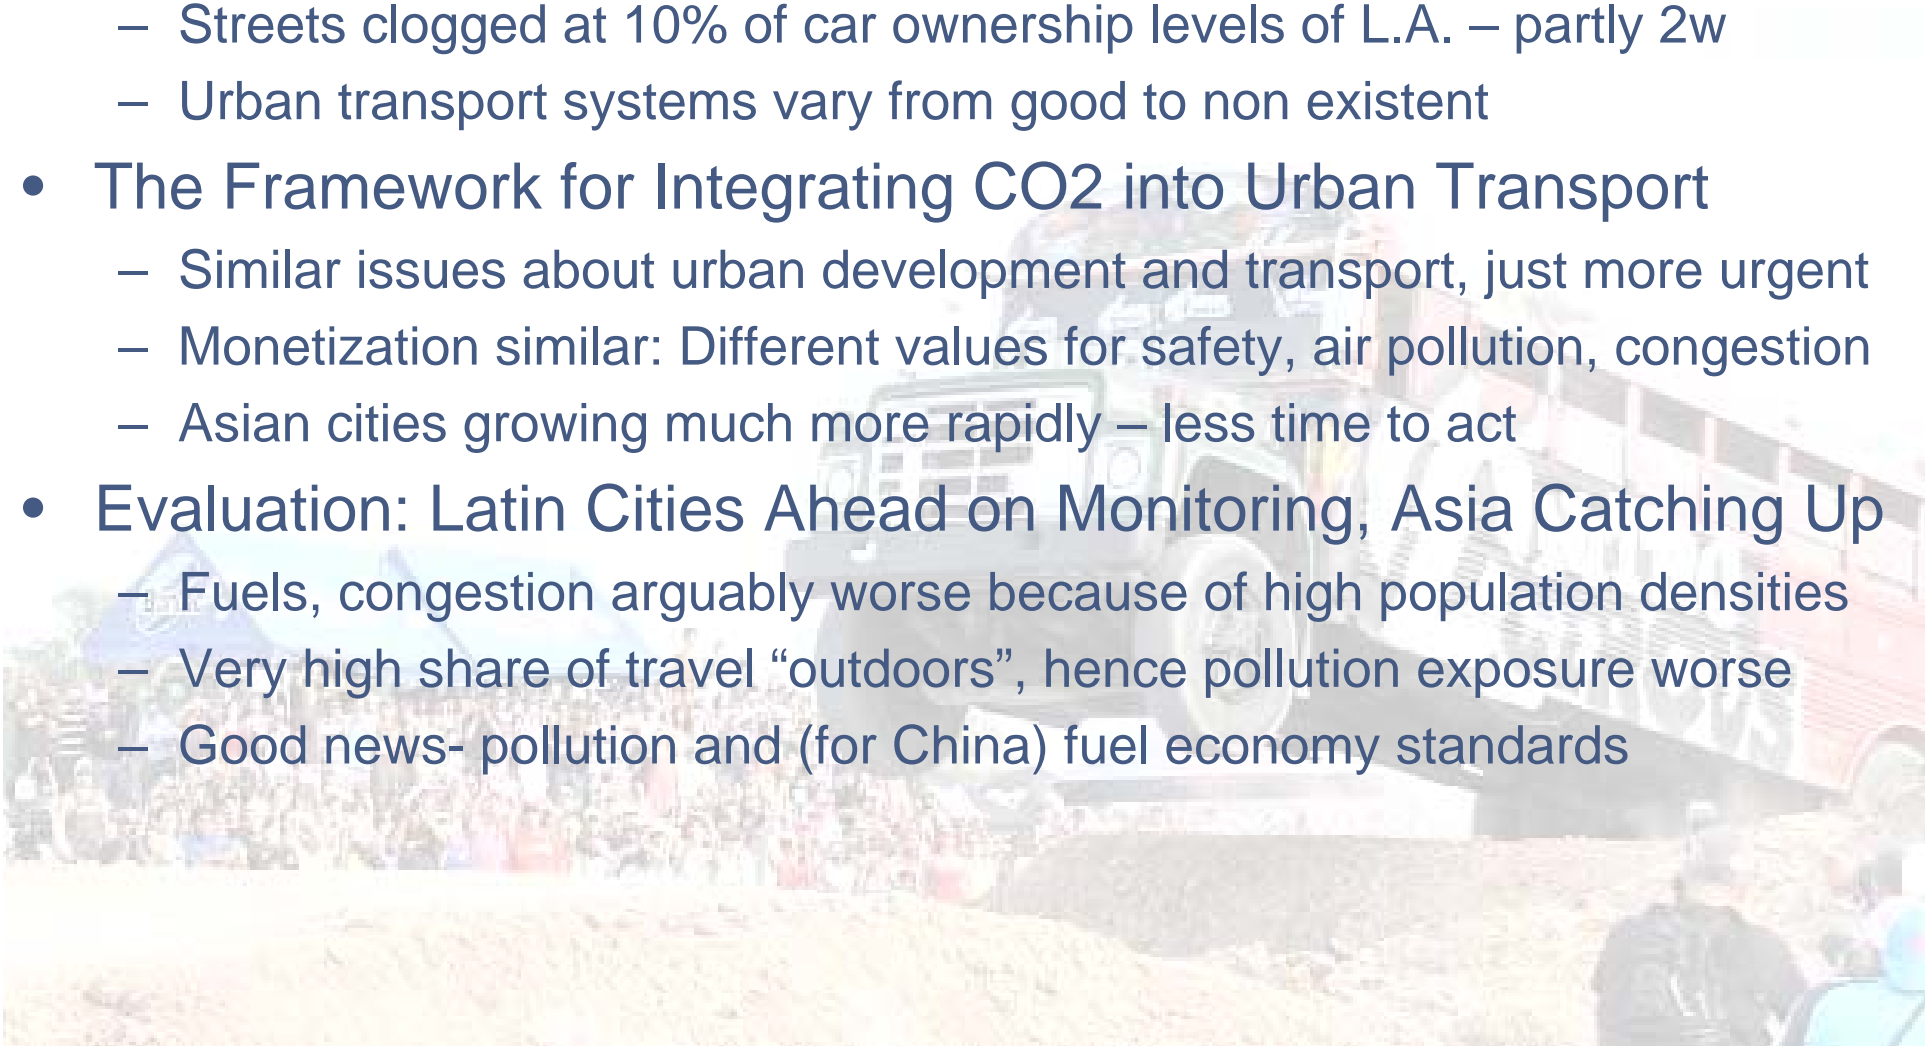 – Streets clogged at 10% of car ownership levels of L.A. – partly 2w
– Urban transport systems vary from good to non existent
• The Framework for Integrating CO2 into Urban Transport
– Similar issues about urban development and transport, just more urgent
– Monetization similar: Different values for safety, air pollution, congestion
– Asian cities growing much more rapidly – less time to act
• Evaluation: Latin Cities Ahead on Monitoring, Asia Catching Up
– Fuels, congestion arguably worse because of high population densities
– Very high share of travel “outdoors”, hence pollution exposure worse
– Good news- pollution and (for China) fuel economy standards